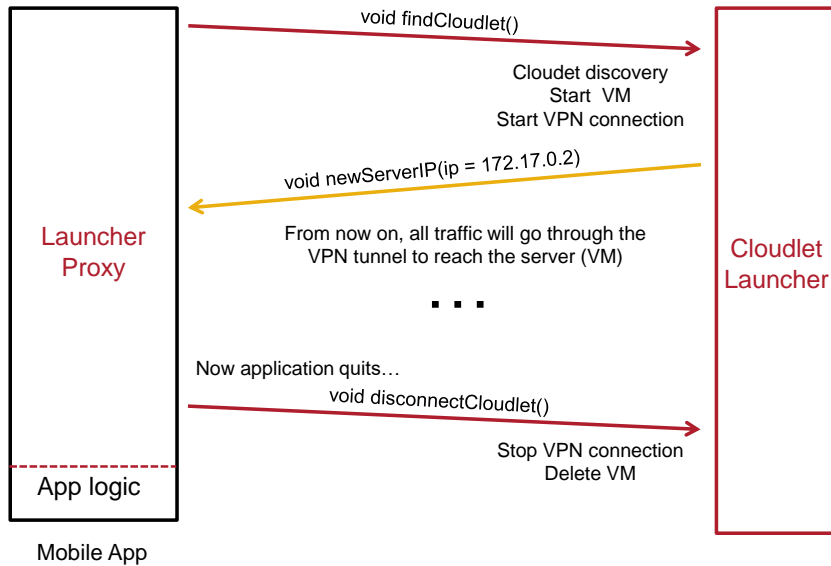 void findCloudlet()
Cloudet discovery
Start VM
Start VPN connection
void newServerIP(ip = 172.17.0.2)
Launcher
Proxy
From now on, all traffic will go through the
VPN tunnel to reach the server (VM)
Cloudlet
Launcher
...
Now application quits…
void disconnectCloudlet()
Stop VPN connection
Delete VM
App logic
Mobile App